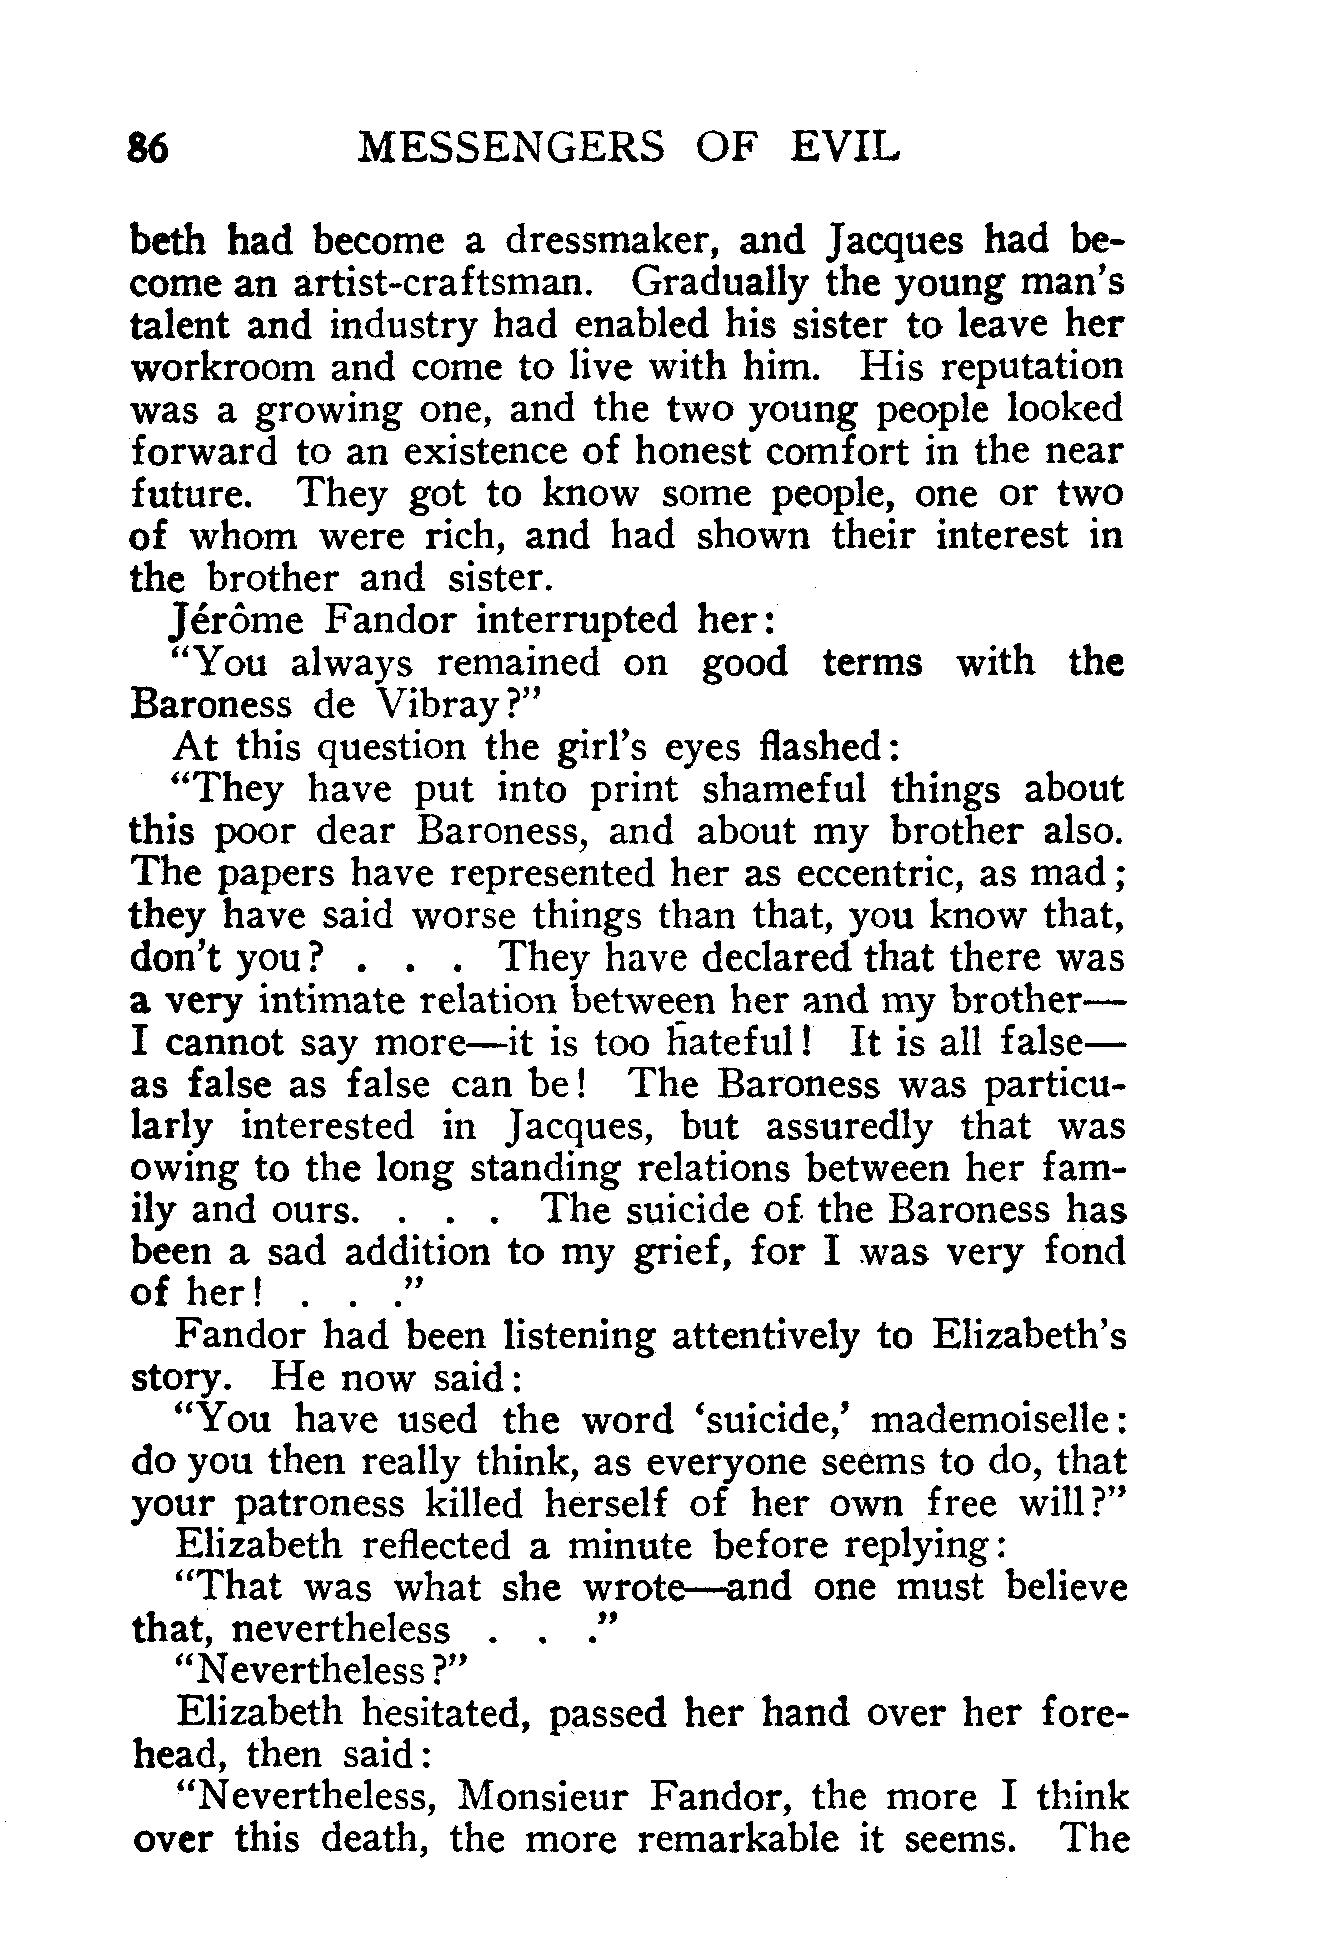 86 MESSENGERS OF EVIL
beth had become a dressmaker, and Jacques had be-
come an artist-craftsman. Gradually the young man's
talent and industry had enabled his sister to leave her
workroom and come to live with him. His reputation
was a growing one, and the two young people looked
forward to an existence of honest comfort in the near
future. They got to know some people, one or two
of whom were rich, and had shown their interest in
the brother and sister.
Jérôme Fandor interrupted her:
"You always remained on good terms with the
Baroness de Vibray?"
At this question the girl's eyes flashed:
"They have put into print shameful things about
this poor dear Baroness, and about my brother also.
The papers have represented her as eccentric, as mad;
they have said worse things than that, you know that,
don't you? . . . They have declared that there was
a very intimate relation between her and my brother—
I cannot say more—it is too hateful! It is all false—
as false as false can be! The Baroness was particu-
larly interested in Jacques, but assuredly that was
owing to the long standing relations between her fam-
ily and ours. . . . The suicide of the Baroness has
been a sad addition to my grief, for I was very fond
of her! . . ."
Fandor had been listening attentively to Elizabeth's
story. He now said:
"You have used the word 'suicide,' mademoiselle:
do you then really think, as everyone seems to do, that
your patroness killed herself of her own free will?"
Elizabeth reflected a minute before replying:
"That was what she wrote—and one must believe
that, nevertheless . . ."
"Nevertheless?"
Elizabeth hesitated, passed her hand over her fore-
head, then said:
"Nevertheless, Monsieur Fandor, the more I think
over this death, the more remarkable it seems. The